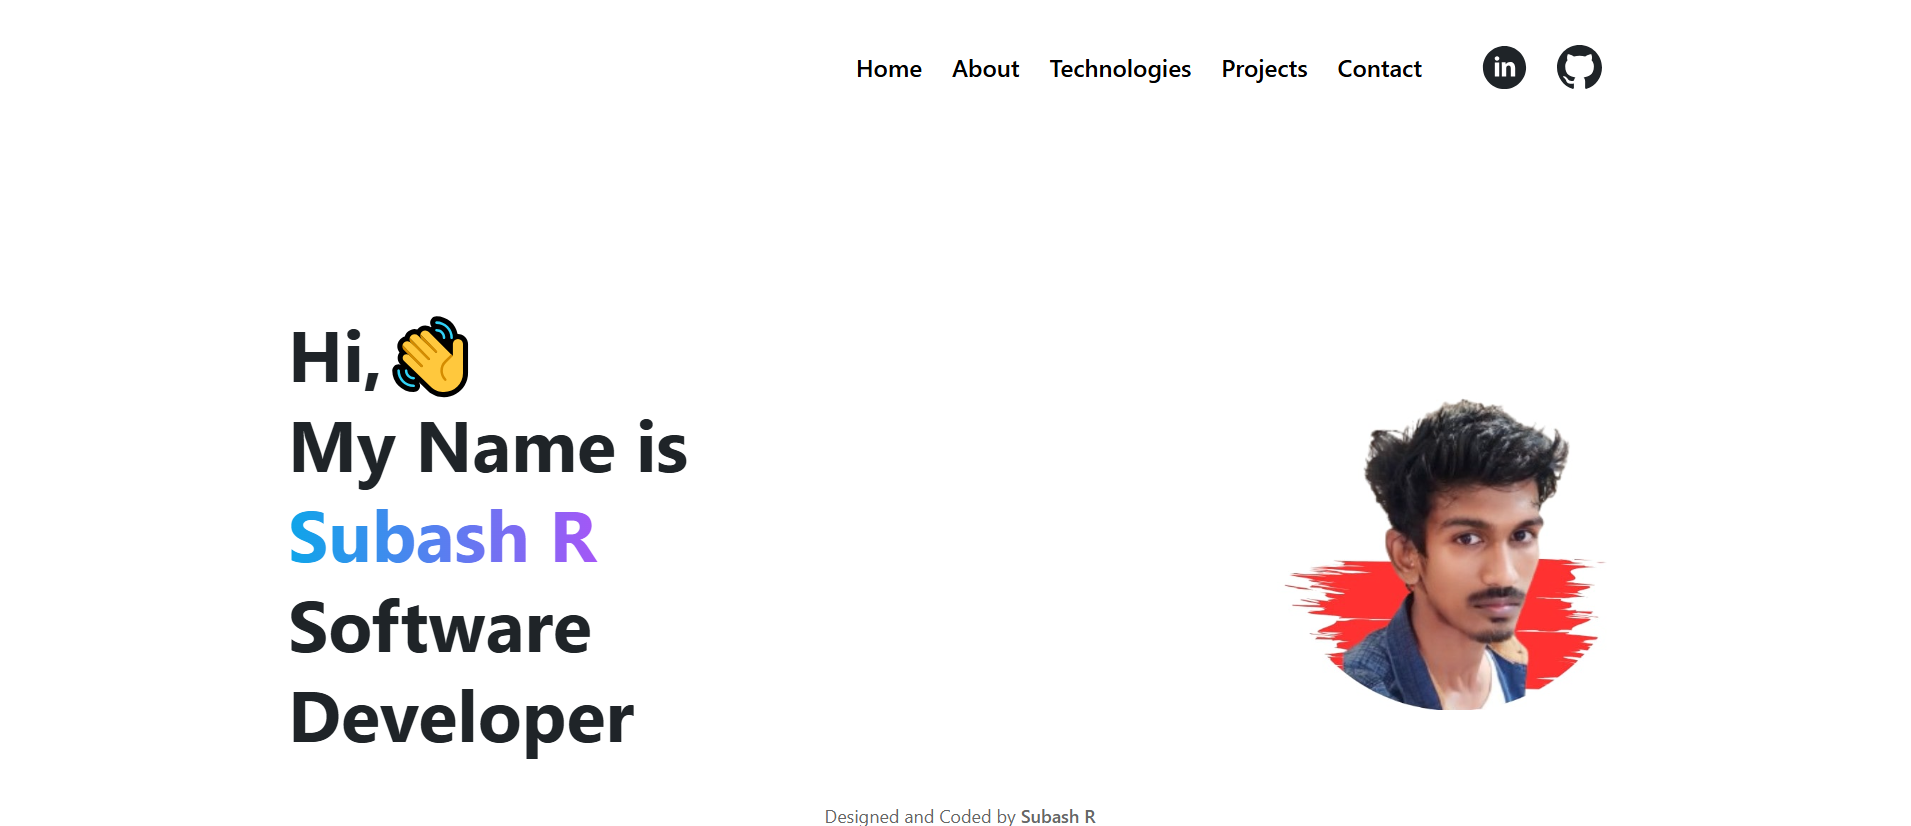 Home About Technologies Projects Contact in
Hi, 👋
My Name is
Subash R
Software
Developer
Designed and Coded by Subash R